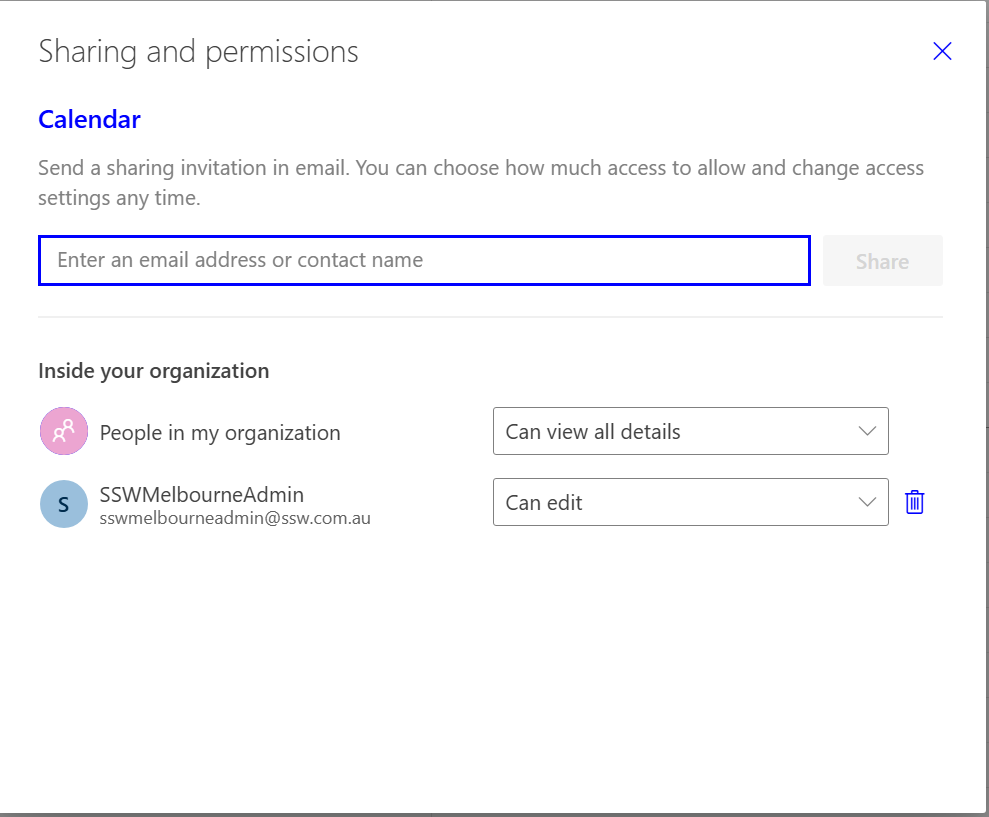 Sharing and permissions
Calendar
Send a sharing invitation in email. You can choose how much access to allow and change access
settings any time.
Enter an email address or contact name
Share
Inside your organization
People in my organization
Can view all details
S
SSWMelbourneAdmin
sswmelbourneadmin@ssw.com.au
Can edit